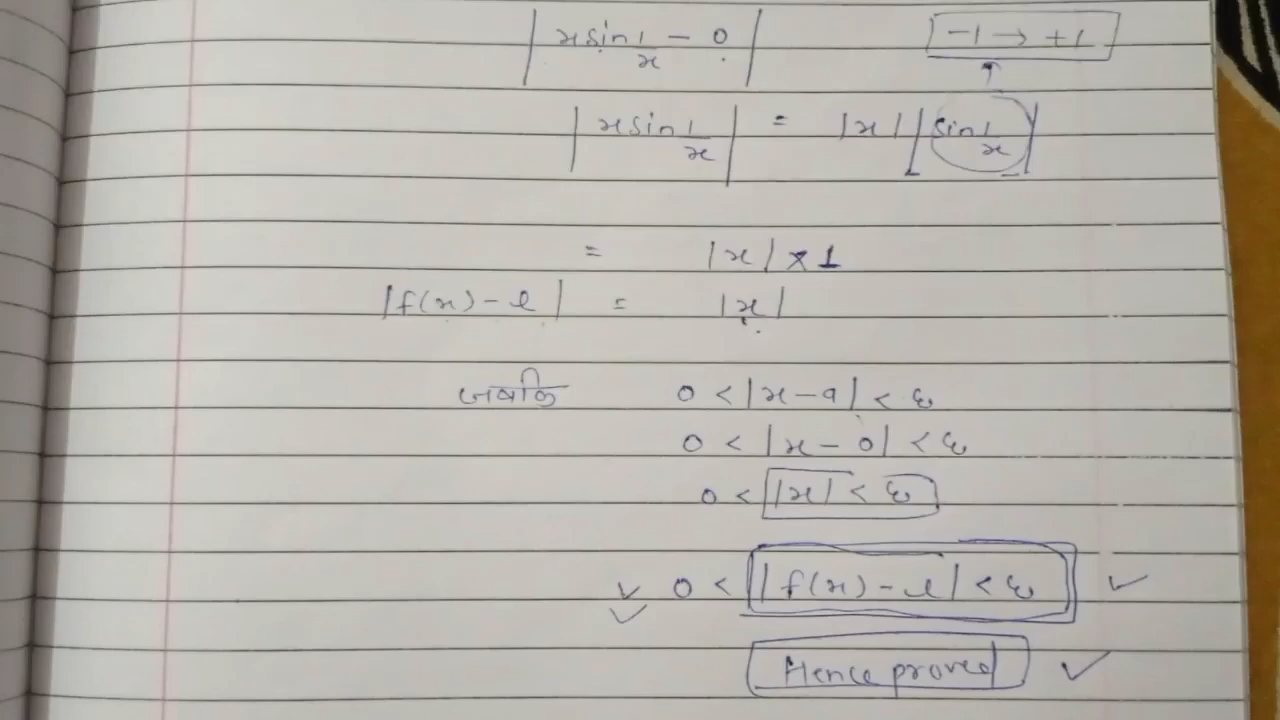 |x sin 1/x - 0| -1 → +1
|x sin 1/x| = |x| |sin 1/x|
= |x| × 1
|f(x) - l| = |x|
जबकि 0 < |x-a| < ε
0 < |x - 0| < ε
0 < |x| < ε
0 < |f(x) - l| < ε
Hence proved